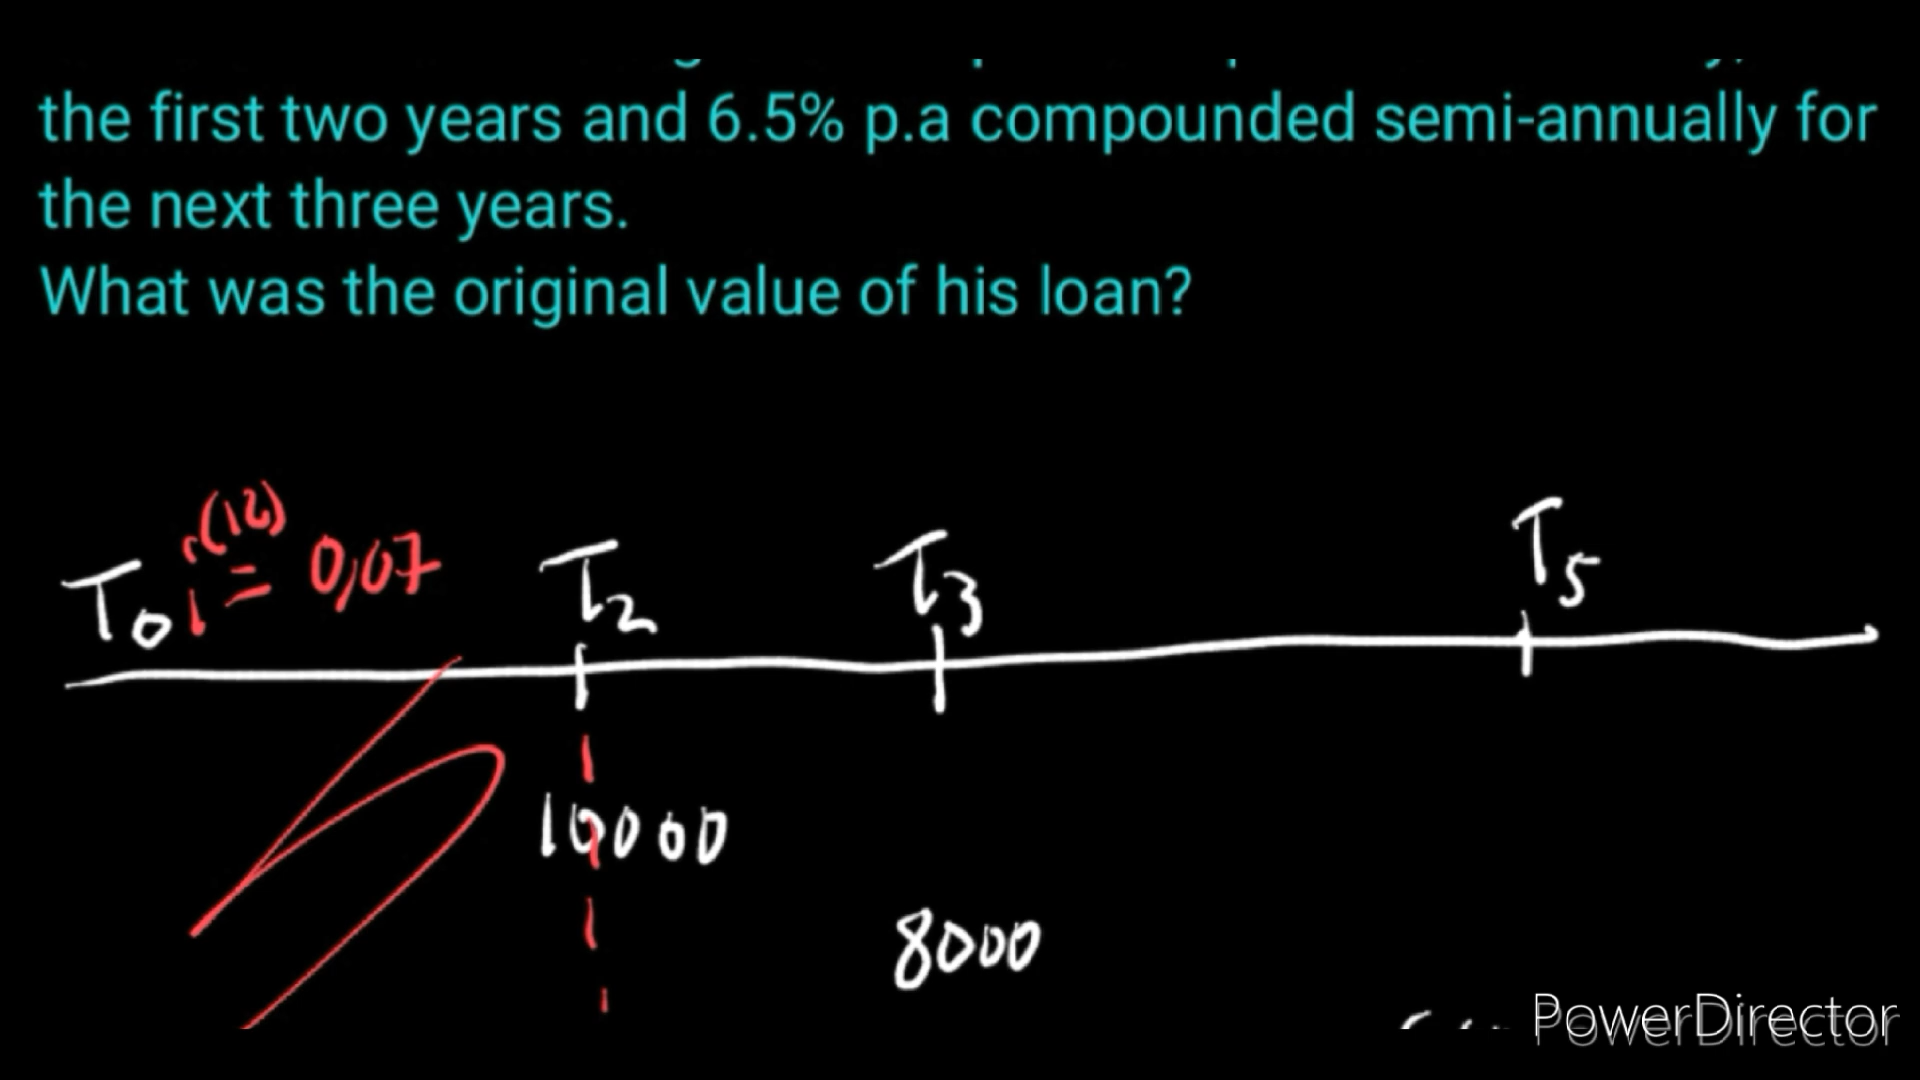 the first two years and 6.5% p.a compounded semi-annually for
the next three years.
What was the original value of his loan?
T₀ i⁽¹²⁾ = 0,07 T₂ T₃ T₅
10000
8000
PowerDirector